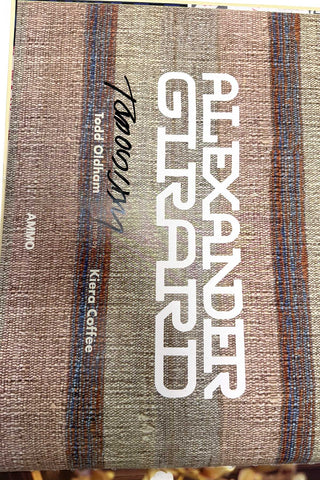 ALEXANDER
GIRARD
Todd Oldham
Kiera Coffee
AMMO